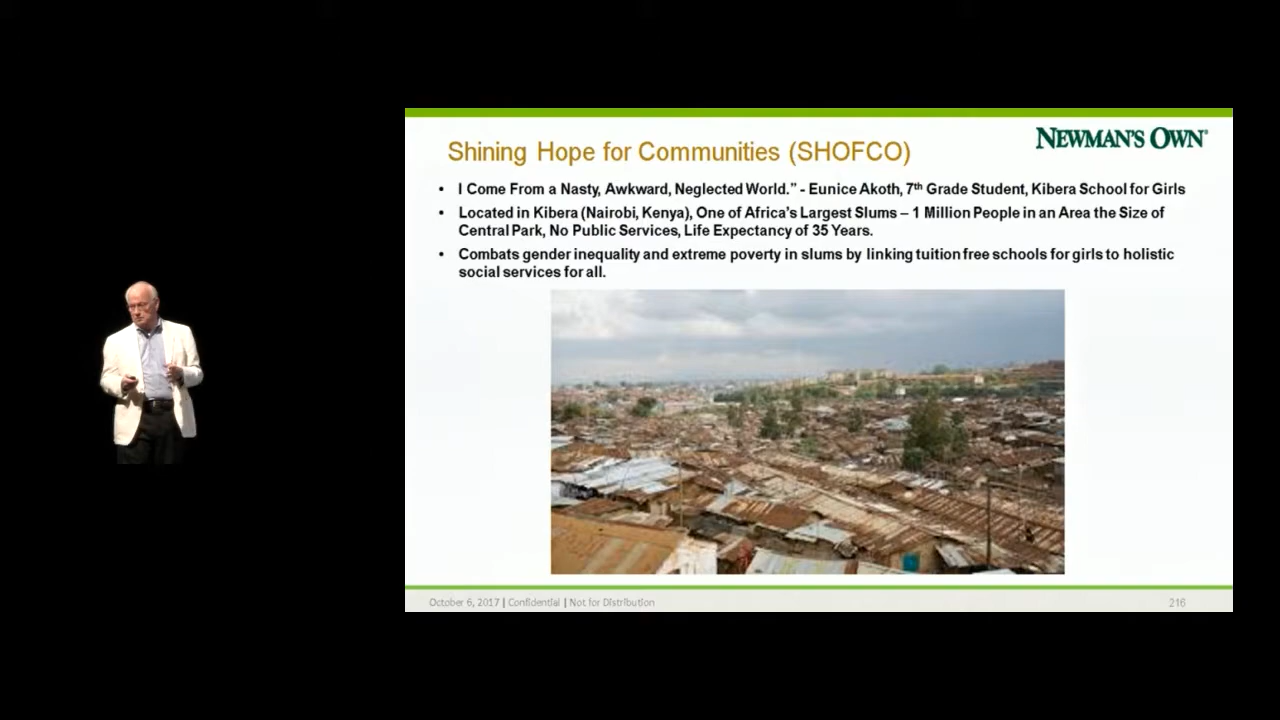 NEWMAN'S OWN®
Shining Hope for Communities (SHOFCO)
• I Come From a Nasty, Awkward, Neglected World.” - Eunice Akoth, 7th Grade Student, Kibera School for Girls
• Located in Kibera (Nairobi, Kenya), One of Africa’s Largest Slums – 1 Million People in an Area the Size of
Central Park, No Public Services, Life Expectancy of 35 Years.
• Combats gender inequality and extreme poverty in slums by linking tuition free schools for girls to holistic
social services for all.
October 6, 2017 | Confidential | Not for Distribution
216